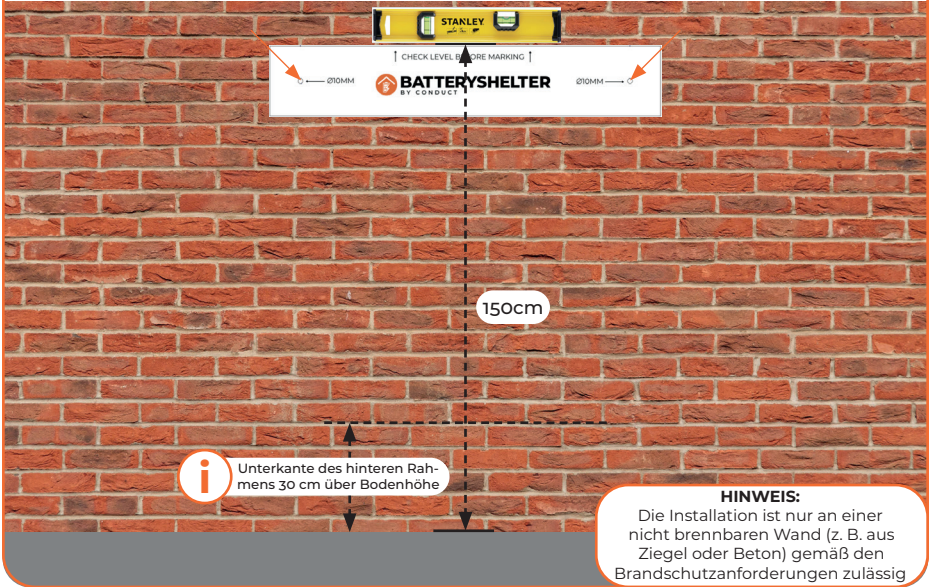 STANLEY
CHECK LEVEL BEFORE MARKING
Ø10MM
BATTERYSHELTER
BY CONDUCT
Ø10MM
150cm
i
Unterkante des hinteren Rah-
mens 30 cm über Bodenhöhe
HINWEIS:
Die Installation ist nur an einer
nicht brennbaren Wand (z. B. aus
Ziegel oder Beton) gemäß den
Brandschutzanforderungen zulässig